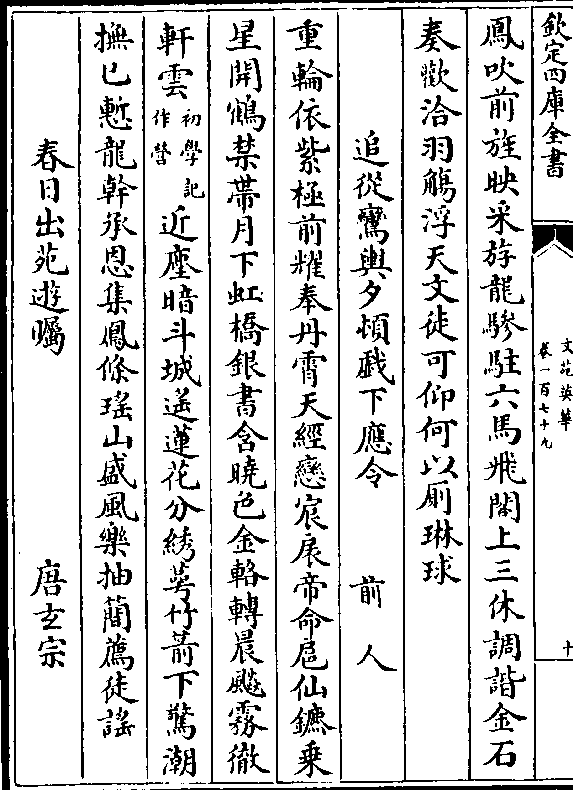 欽定四庫全書
文苑英華
卷一百七十九
十
鳳吹前旌映采斿龍驂駐六馬飛閣上三休調諧金石
奏歡洽羽觴浮天文徒可仰何以厠琳球
追從鑾輿夕頓戲下應令 前人
重輪依紫極前耀奉丹霄天經戀宸扆帝命扈仙鑣乗
星開鶴禁帶月下虹橋銀書含曉色金輅轉晨飈霧徹
軒雲初學記作營近塵暗斗城遥蓮花分綉萼竹箭下驚潮
撫已慙龍幹承恩集鳳條瑶山盛風樂抽簡薦徒謡
春日出苑遊矚 唐玄宗